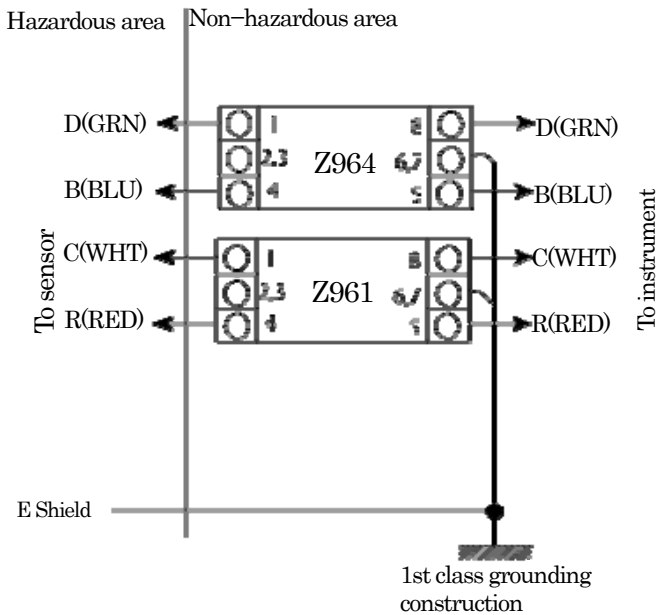 Hazardous area
Non-hazardous area
D(GRN)
1
8
D(GRN)
2.3
Z964
6,7
B(BLU)
4
5
B(BLU)
C(WHT)
1
8
C(WHT)
2.3
Z961
6,7
R(RED)
4
R(RED)
To sensor
To instrument
E Shield
1st class grounding
construction